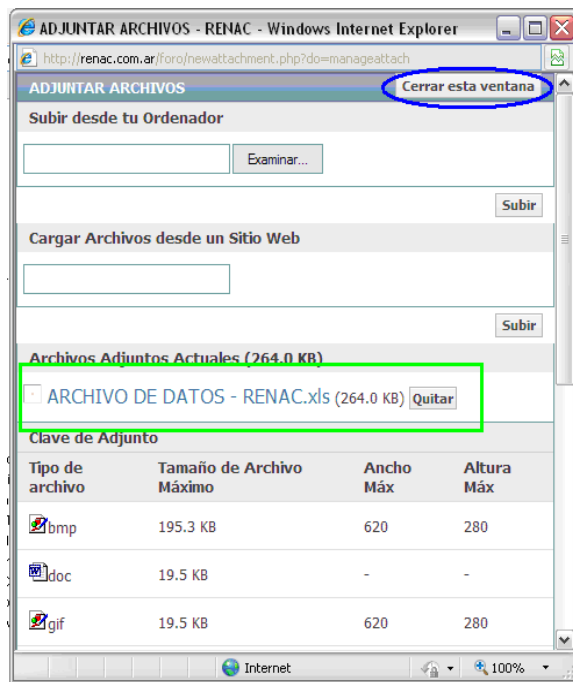 ADJUNTAR ARCHIVOS - RENAC - Windows Internet Explorer
http://renac.com.ar/foro/newattachment.php?do=manageattach
ADJUNTAR ARCHIVOS Cerrar esta ventana
Subir desde tu Ordenador
Examinar...
Subir
Cargar Archivos desde un Sitio Web
Subir
Archivos Adjuntos Actuales (264.0 KB)
ARCHIVO DE DATOS - RENAC.xls (264.0 KB) Quitar
Clave de Adjunto
Tipo de archivo Tamaño de Archivo Máximo Ancho Máx Altura Máx
bmp 195.3 KB 620 280
doc 19.5 KB - -
gif 19.5 KB 620 280
Internet 100%